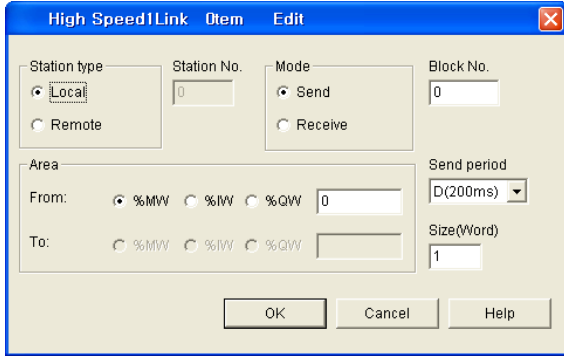 High Speed1Link 0tem Edit
Station type
Local
Remote
Station No.
0
Mode
Send
Receive
Block No.
0
Area
From: %MW %IW %QW 0
To: %MW %IW %QW
Send period
D(200ms)
Size(Word)
1
OK Cancel Help